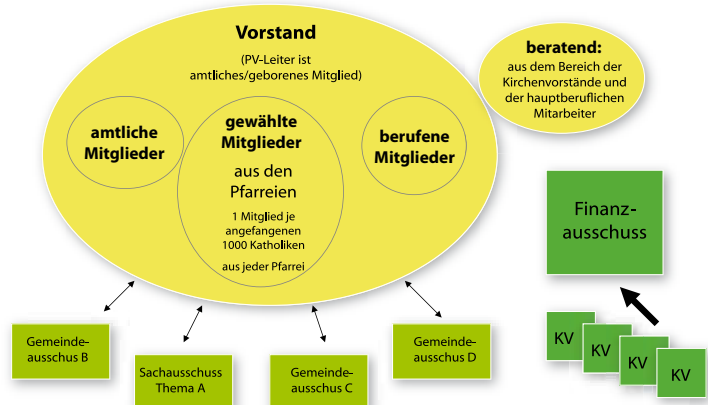 Vorstand
(PV-Leiter ist
amtliches/geborenes Mitglied)
beratend:
aus dem Bereich der
Kirchenvorstände und
der hauptberuflichen
Mitarbeiter
amtliche
Mitglieder
gewählte
Mitglieder
aus den
Pfarreien
1 Mitglied je
angefangenen
1000 Katholiken
aus jeder Pfarrei
berufene
Mitglieder
Finanz-
ausschuss
Gemeinde-
ausschus B
Sachausschuss
Thema A
Gemeinde-
ausschus C
Gemeinde-
ausschus D
KV
KV
KV
KV